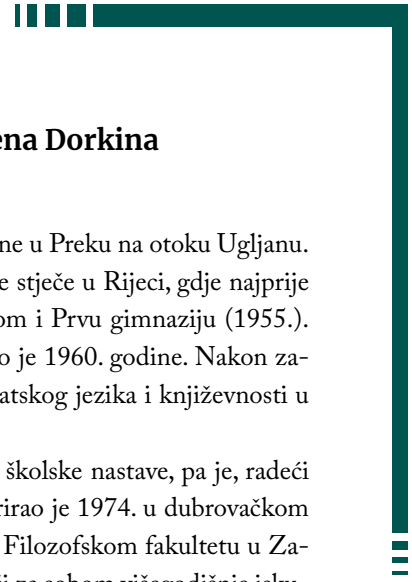 ena Dorkina
ne u Preku na otoku Ugljanu.
e stječe u Rijeci, gdje najprije
om i Prvu gimnaziju (1955.).
o je 1960. godine. Nakon za-
atskog jezika i književnosti u
školske nastave, pa je, radeći
rirao je 1974. u dubrovačkom
Filozofskom fakultetu u Za-